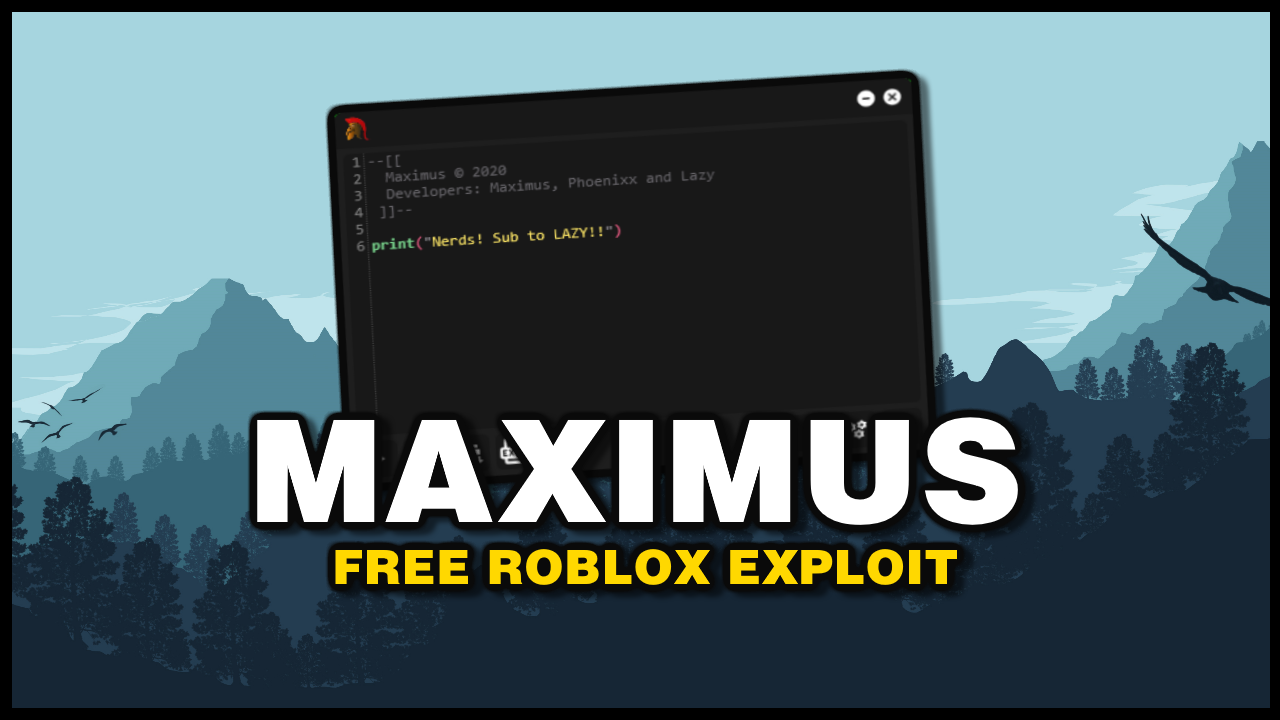 1 --[[
2 Maximus © 2020
3 Developers: Maximus, Phoenixx and Lazy
4 ]]--
5
6 print("Nerds! Sub to LAZY!!")
MAXIMUS
FREE ROBLOX EXPLOIT